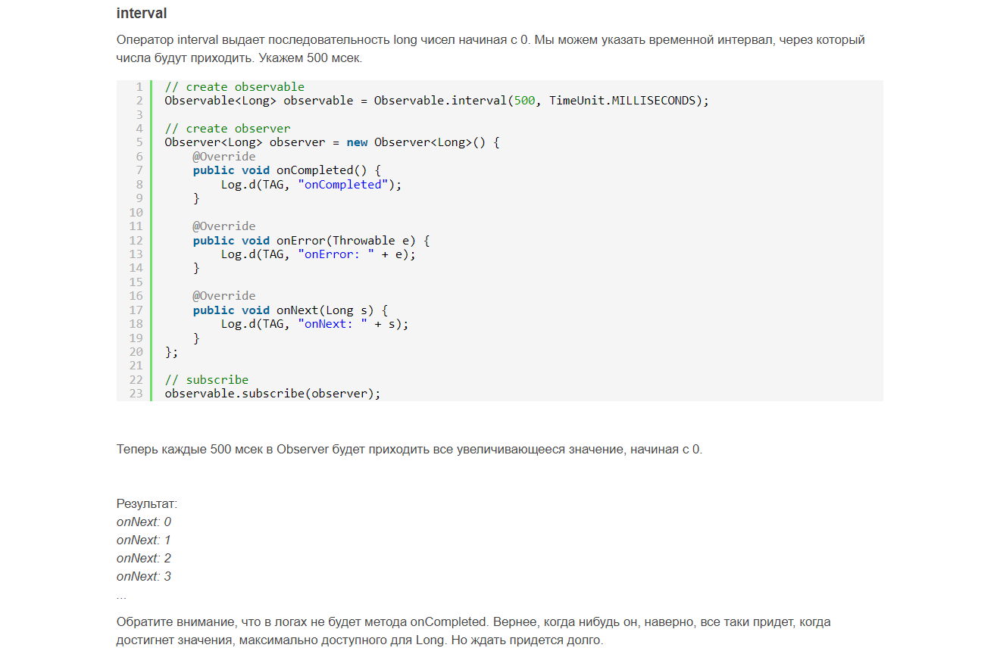 interval
Оператор interval выдает последовательность long чисел начиная с 0. Мы можем указать временной интервал, через который
числа будут приходить. Укажем 500 мсек.
1 // create observable
2 Observable<Long> observable = Observable.interval(500, TimeUnit.MILLISECONDS);
3
4 // create observer
5 Observer<Long> observer = new Observer<Long>() {
6     @Override
7     public void onCompleted() {
8         Log.d(TAG, "onCompleted");
9     }
10
11     @Override
12     public void onError(Throwable e) {
13         Log.d(TAG, "onError: " + e);
14     }
15
16     @Override
17     public void onNext(Long s) {
18         Log.d(TAG, "onNext: " + s);
19     }
20 };
21
22 // subscribe
23 observable.subscribe(observer);
Теперь каждые 500 мсек в Observer будет приходить все увеличивающееся значение, начиная с 0.
Результат:
onNext: 0
onNext: 1
onNext: 2
onNext: 3
...
Обратите внимание, что в логах не будет метода onCompleted. Вернее, когда нибудь он, наверно, все таки придет, когда
достигнет значения, максимально доступного для Long. Но ждать придется долго.